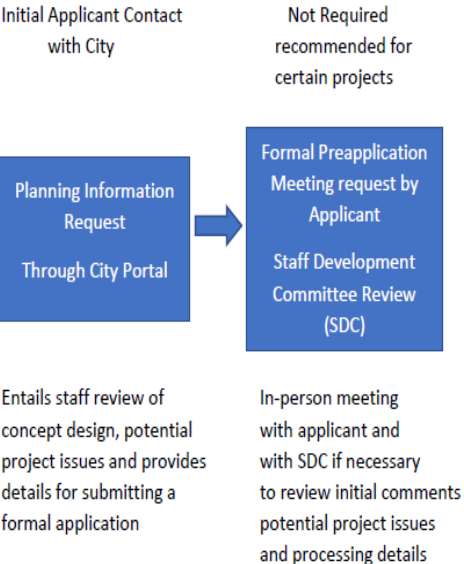 Initial Applicant Contact
with City
Not Required
recommended for
certain projects
Planning Information
Request
Through City Portal
Formal Preapplication
Meeting request by
Applicant
Staff Development
Committee Review
(SDC)
Entails staff review of
concept design, potential
project issues and provides
details for submitting a
formal application
In-person meeting
with applicant and
with SDC if necessary
to review initial comments
potential project issues
and processing details